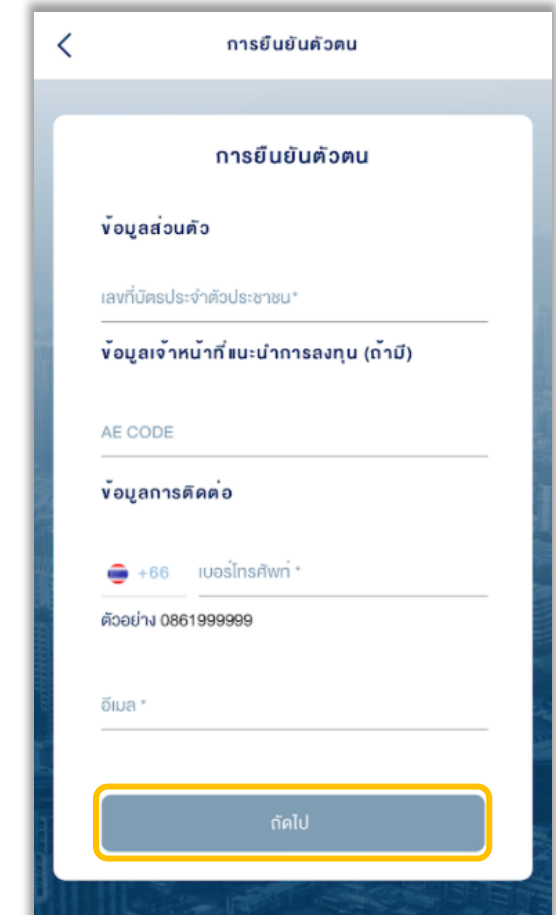 การยืนยันตัวตน
การยืนยันตัวตน
ข้อมูลส่วนตัว
เลขที่บัตรประจำตัวประชาชน*
ข้อมูลเจ้าหน้าที่แนะนำการลงทุน (ถ้ามี)
AE CODE
ข้อมูลการติดต่อ
+66 เบอร์โทรศัพท์ *
ตัวอย่าง 0861999999
อีเมล *
ถัดไป